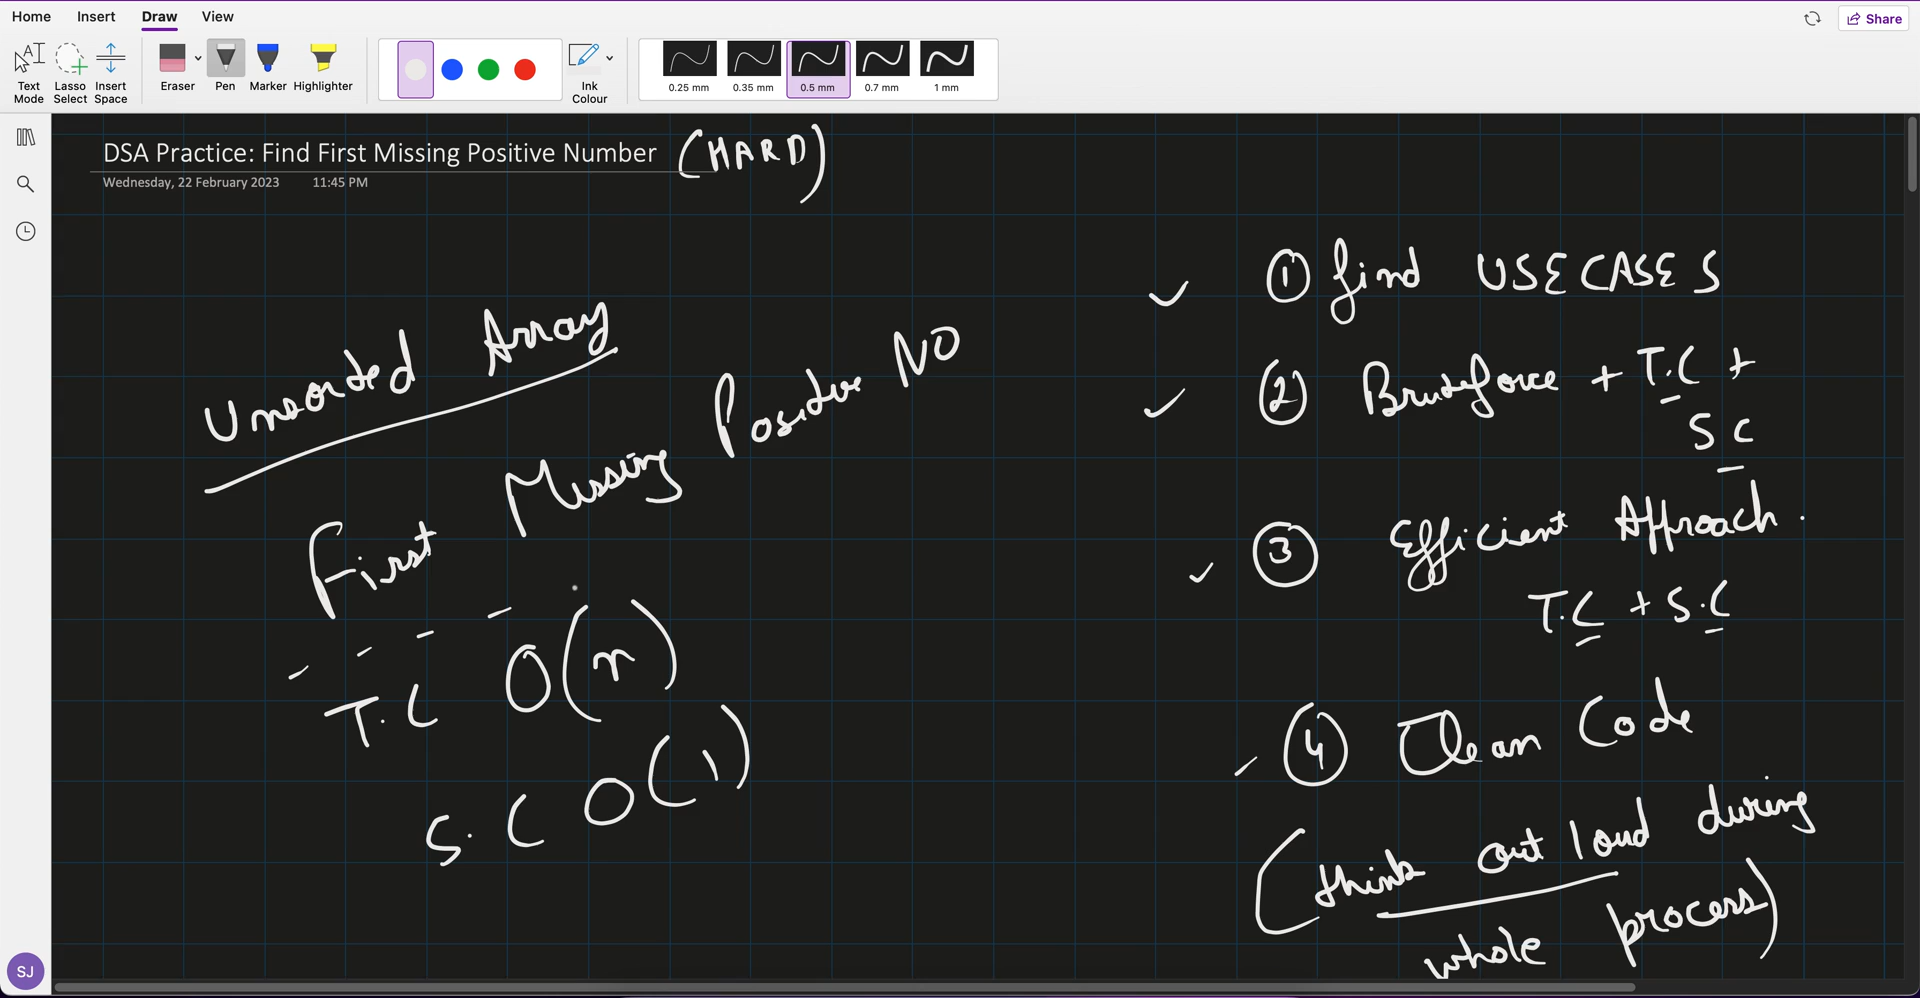 Home Insert Draw View
Share
Text Mode
Lasso Select
Insert Space
Eraser
Pen
Marker
Highlighter
Ink Colour
0.25 mm
0.35 mm
0.5 mm
0.7 mm
1 mm
DSA Practice: Find First Missing Positive Number (HARD)
Wednesday, 22 February 2023 11:45 PM
Unsorted Array
First Missing Positive NO
T.C O(n)
S.C O(1)
① find USECASES
② Bruteforce + T.C +
S C
③ Efficient Approach.
T.C + S.C
④ Clean Code
(think out loud during
whole process)
SJ